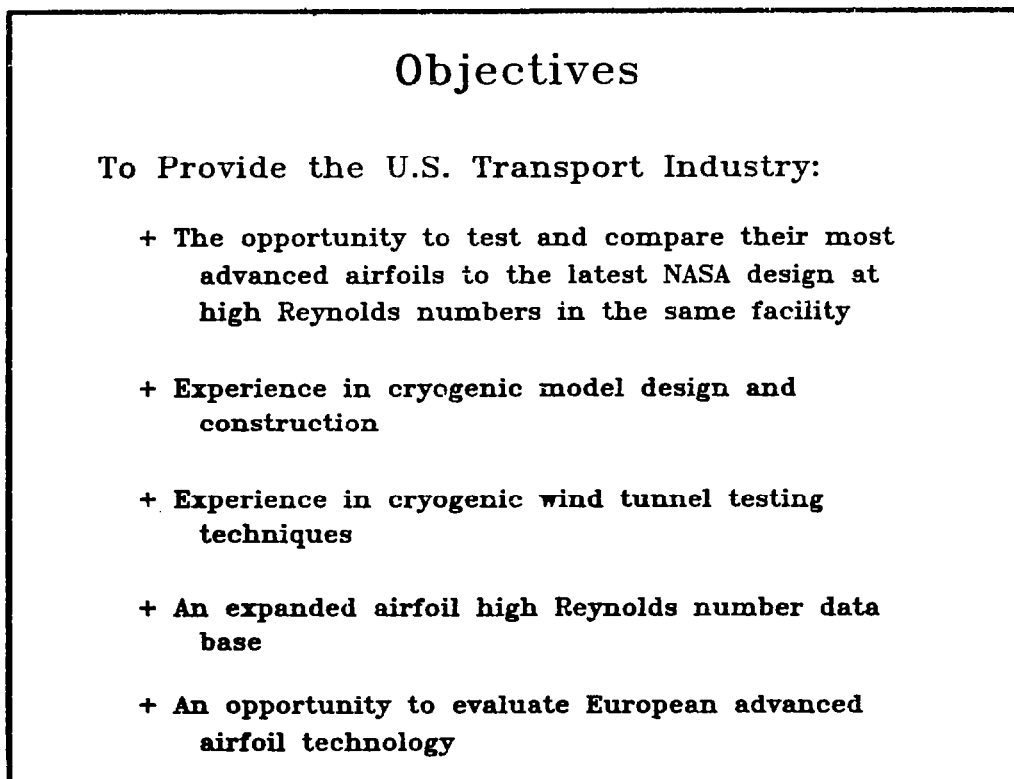 Objectives
To Provide the U.S. Transport Industry:
+ The opportunity to test and compare their most
advanced airfoils to the latest NASA design at
high Reynolds numbers in the same facility
+ Experience in cryogenic model design and
construction
+ Experience in cryogenic wind tunnel testing
techniques
+ An expanded airfoil high Reynolds number data
base
+ An opportunity to evaluate European advanced
airfoil technology